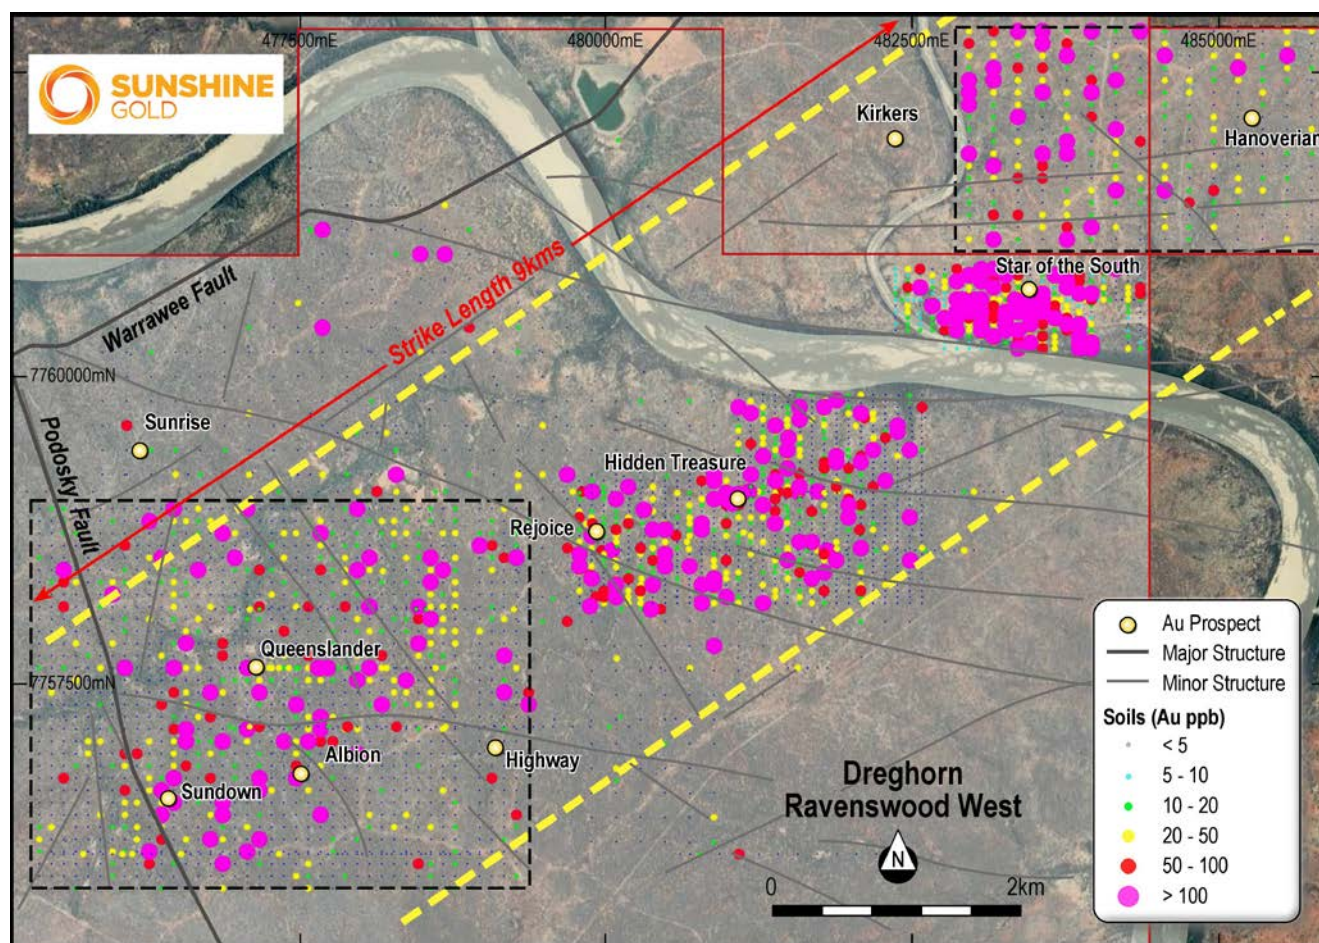 477500mE
480000mE
482500mE
485000mE
SUNSHINE
GOLD
Kirkers
Hanoverian
Star of the South
Warrawee Fault
Strike Length 9kms
7760000mN
Sunrise
Podosky Fault
Hidden Treasure
Rejoice
Queenslander
7757500mN
Albion
Highway
Sundown
Dreghorn
Ravenswood West
N
0
2km
Au Prospect
Major Structure
Minor Structure
Soils (Au ppb)
< 5
5 - 10
10 - 20
20 - 50
50 - 100
> 100